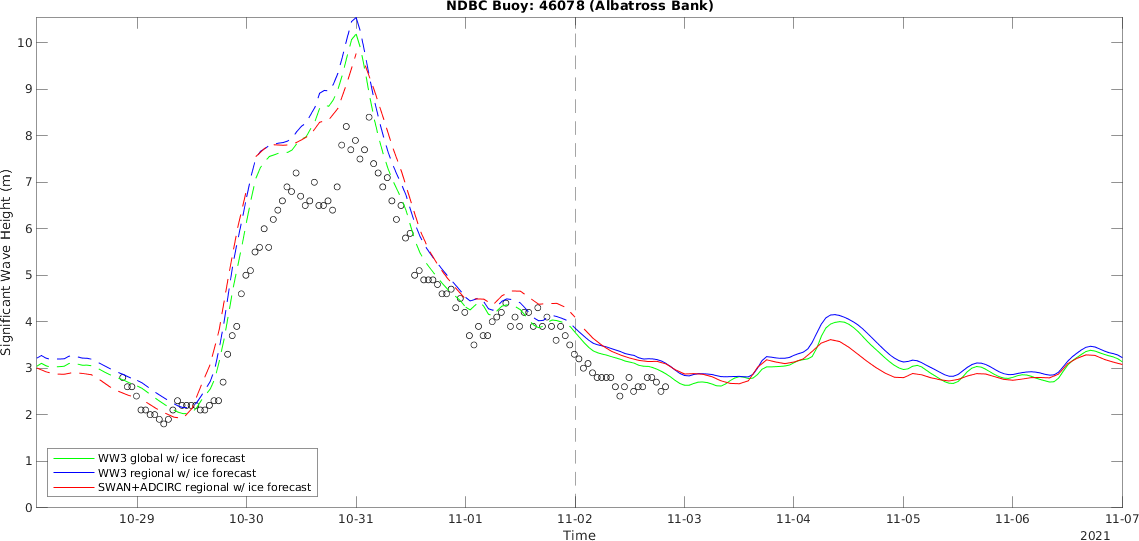 NDBC Buoy: 46078 (Albatross Bank)
10
9
8
7
6
5
4
3
2
1
0
Significant Wave Height (m)
WW3 global w/ ice forecast
WW3 regional w/ ice forecast
SWAN+ADCIRC regional w/ ice forecast
10-29 10-30 10-31 11-01 11-02 11-03 11-04 11-05 11-06 11-07
Time
2021